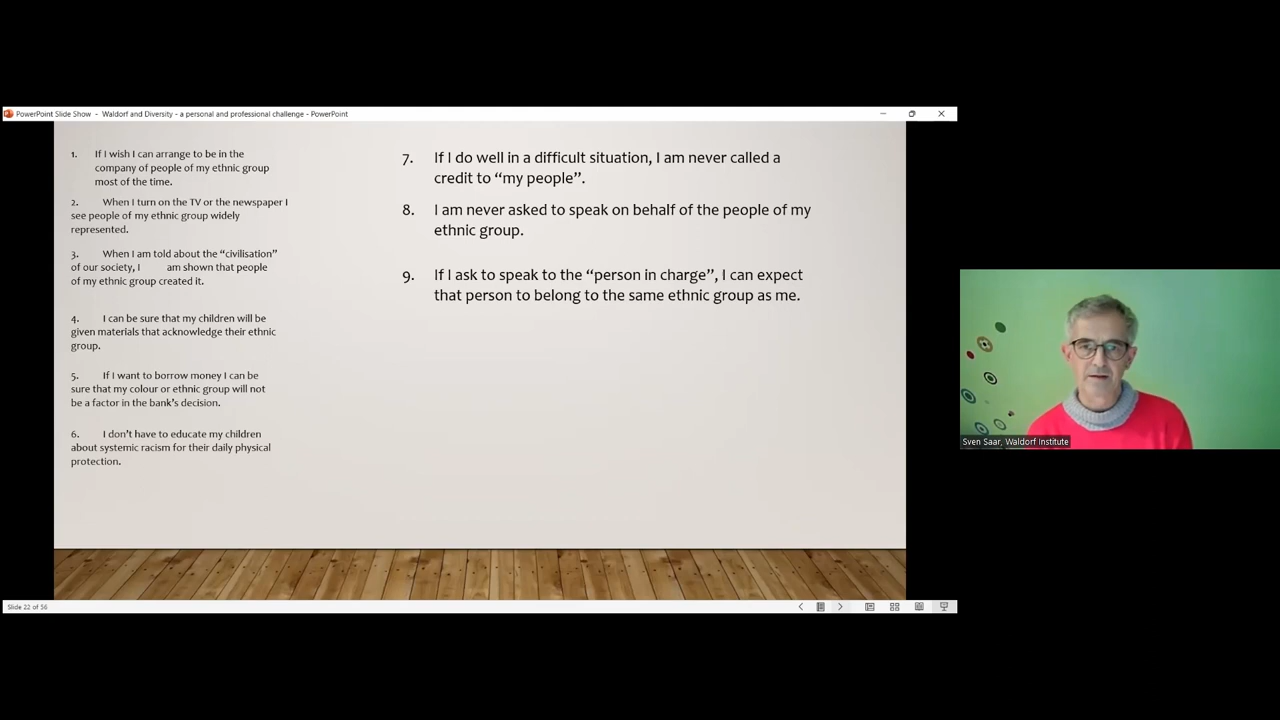 PowerPoint Slide Show - Waldorf and Diversity - a personal and professional challenge - PowerPoint
1. If I wish I can arrange to be in the
company of people of my ethnic group
most of the time.
2. When I turn on the TV or the newspaper I
see people of my ethnic group widely
represented.
3. When I am told about the “civilisation”
of our society, I am shown that people
of my ethnic group created it.
4. I can be sure that my children will be
given materials that acknowledge their ethnic
group.
5. If I want to borrow money I can be
sure that my colour or ethnic group will not
be a factor in the bank’s decision.
6. I don’t have to educate my children
about systemic racism for their daily physical
protection.
7. If I do well in a difficult situation, I am never called a
credit to “my people”.
8. I am never asked to speak on behalf of the people of my
ethnic group.
9. If I ask to speak to the “person in charge”, I can expect
that person to belong to the same ethnic group as me.
Sven Saar, Waldorf Institute
Slide 22 of 56